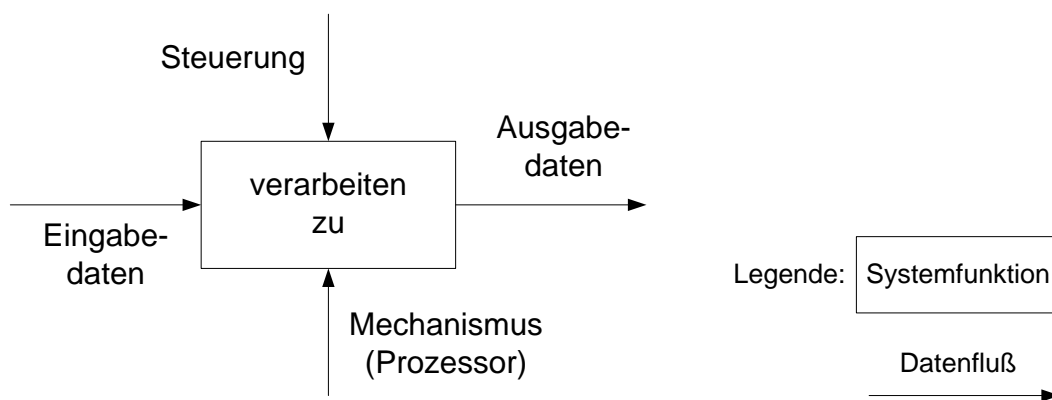 Steuerung
Ausgabe-
daten
verarbeiten
zu
Eingabe-
daten
Mechanismus
(Prozessor)
Legende:
Systemfunktion
Datenfluß